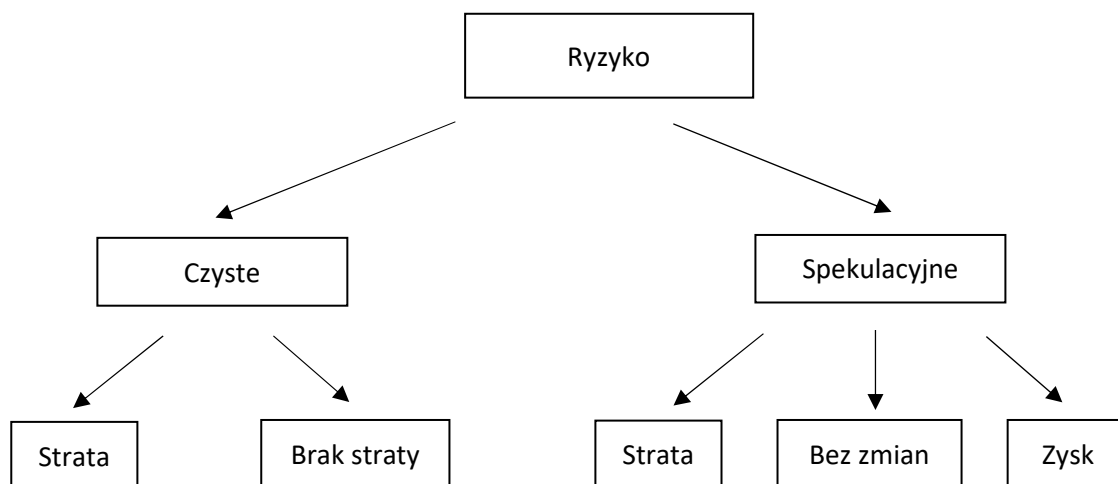 Ryzyko
Czyste
Spekulacyjne
Strata
Brak straty
Strata
Bez zmian
Zysk